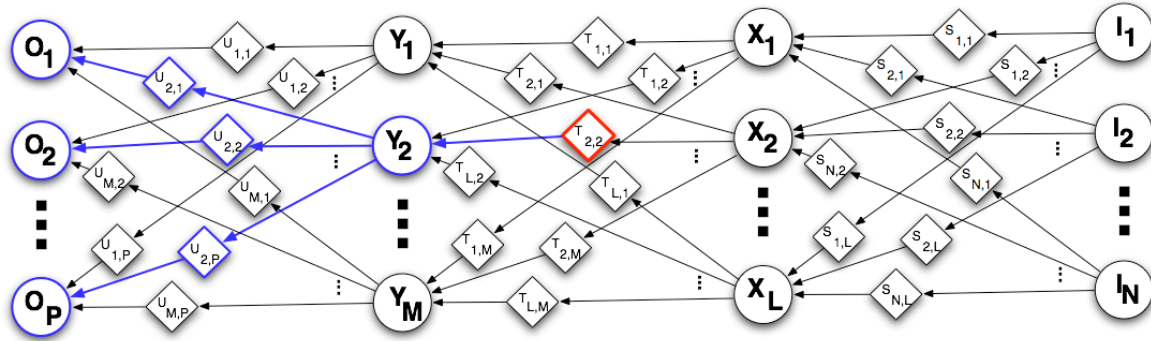 O1
U1,1
Y1
T1,1
X1
S1,1
I1
U2,1
U1,2
T2,1
T1,2
S2,1
S1,2
O2
U2,2
Y2
T2,2
X2
S2,2
I2
UM,2
UM,1
TL,2
TL,1
SN,2
SN,1
U1,P
U2,P
T1,M
T2,M
S1,L
S2,L
OP
UM,P
YM
TL,M
XL
SN,L
IN